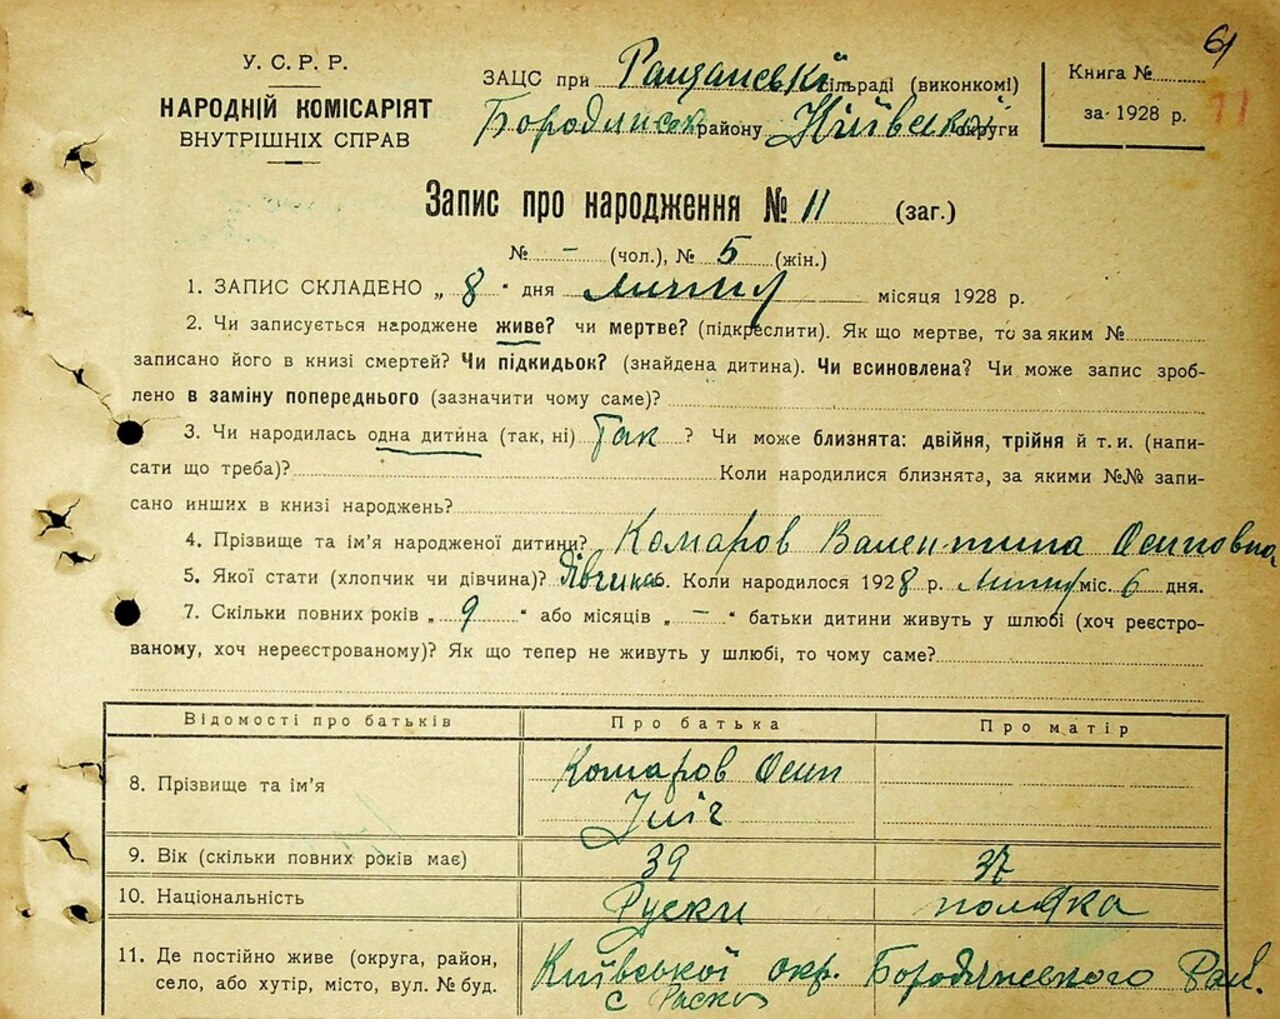 61
У. С. Р. Р.
НАРОДНІЙ КОМІСАРІЯТ
ВНУТРІШНІХ СПРАВ
ЗАЦС при сільраді (виконкомі)
Бородянськ району Київської округи
Книга №
за 1928 р. 71
Запис про народження № 11 (заг.)
№ - (чол.), № 5 (жін.)
1. ЗАПИС СКЛАДЕНО „ 8 " дня липня місяця 1928 р.
2. Чи записується народжене живе? чи мертве? (підкреслити). Як що мертве, то за яким №
записано його в книзі смертей? Чи підкидьок? (знайдена дитина). Чи всиновлена? Чи може запис зроб-
лено в заміну попереднього (зазначити чому саме)?
3. Чи народилась одна дитина (так, ні) Так ? Чи може близнята: двійня, трійня й т. и. (напи-
сати що треба)? Коли народилися близнята, за якими №№ запи-
сано инших в книзі народжень?
4. Прізвище та ім'я народженої дитини? Комаров Валентина Осиповна
5. Якої стати (хлопчик чи дівчина)? Дівчина 6. Коли народилося 1928 р. липня міс. 6 дня.
7. Скільки повних років „ 9 " або місяців „ - " батьки дитини живуть у шлюбі (хоч реєстро-
ваному, хоч нереєстрованому)? Як що тепер не живуть у шлюбі, то чому саме?
Відомості про батьків Про батька Про матір
8. Прізвище та ім'я Комаров Осип
9. Вік (скільки повних років має) 39 37
10. Національність Руски полячка
11. Де постійно живе (округа, район, Київської окр. Бородянського Рай.
село, або хутір, місто, вул. № буд. с